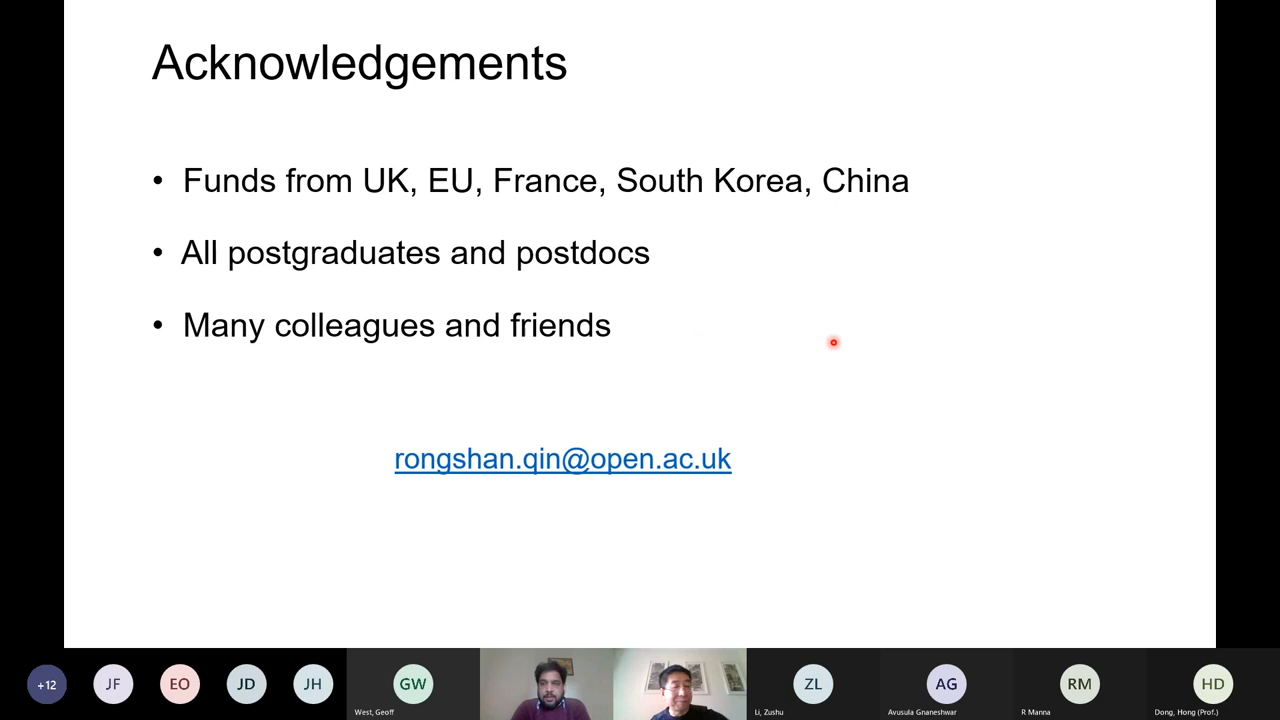 Acknowledgements
• Funds from UK, EU, France, South Korea, China
• All postgraduates and postdocs
• Many colleagues and friends
rongshan.qin@open.ac.uk
+12
JF
EO
JD
JH
GW
West, Geoff
ZL
Li, Zushu
AG
Avusula Gnaneshwar
RM
R Manna
HD
Dong, Hong (Prof.)